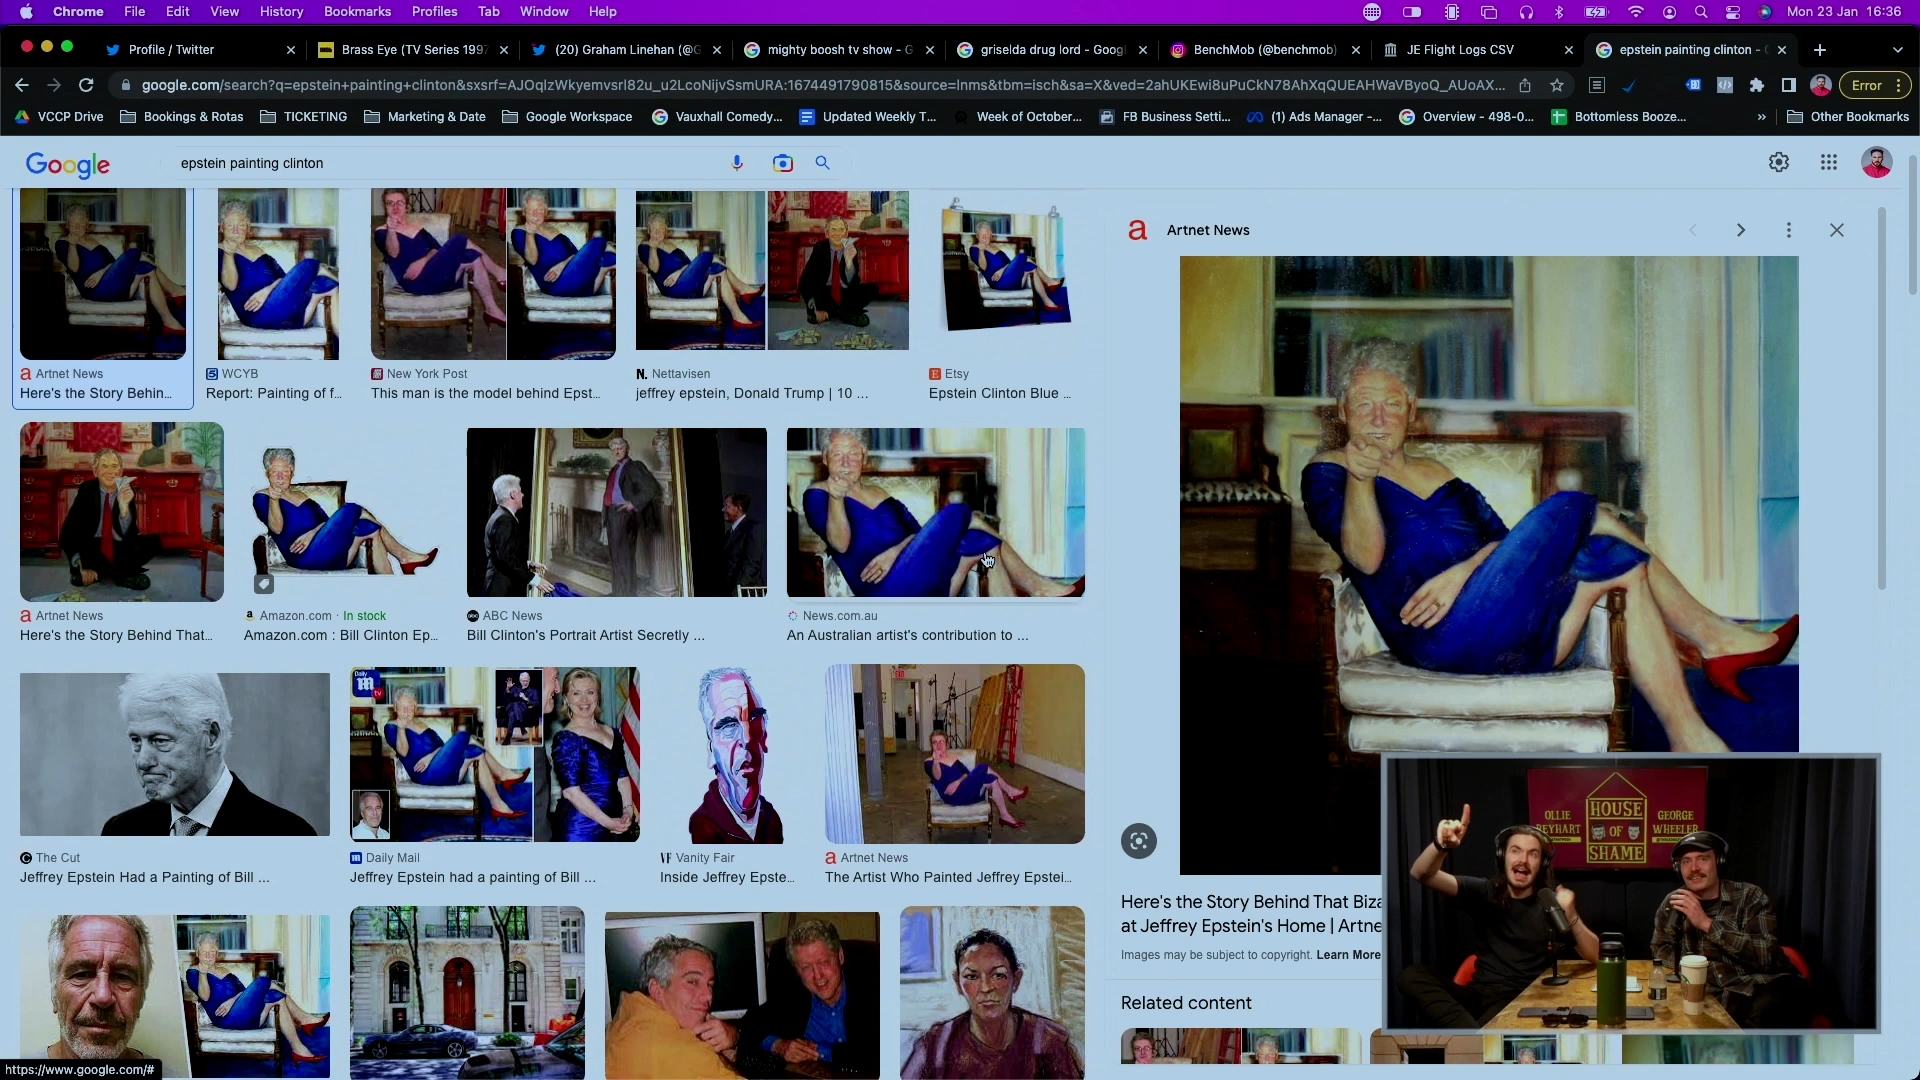 Chrome File Edit View History Bookmarks Profiles Tab Window Help Mon 23 Jan 16:36
Profile / Twitter
Brass Eye (TV Series 1997
(20) Graham Linehan (@G
mighty boosh tv show - G
griselda drug lord - Goog
BenchMob (@benchmob)
JE Flight Logs CSV
epstein painting clinton -
google.com/search?q=epstein+painting+clinton&sxsrf=AJOqlzWkyemvsrl82u_u2LcoNijvSsmURA:1674491790815&source=lnms&tbm=isch&sa=X&ved=2ahUKEwi8uPuCkN78AhXqQUEAHWaVByoQ_AUoAX...
Error
VCCP Drive
Bookings & Rotas
TICKETING
Marketing & Date
Google Workspace
Vauxhall Comedy...
Updated Weekly T...
Week of October...
FB Business Setti...
(1) Ads Manager -...
Overview - 498-0...
Bottomless Booze...
»
Other Bookmarks
Google
epstein painting clinton
Artnet News
Here's the Story Behin...
WCYB
Report: Painting of f...
New York Post
This man is the model behind Epst...
Nettavisen
jeffrey epstein, Donald Trump | 10 ...
Etsy
Epstein Clinton Blue ...
Artnet News
Here's the Story Behind That...
Amazon.com · In stock
Amazon.com : Bill Clinton Ep...
ABC News
Bill Clinton's Portrait Artist Secretly ...
News.com.au
An Australian artist's contribution to ...
The Cut
Jeffrey Epstein Had a Painting of Bill ...
Daily Mail
Jeffrey Epstein had a painting of Bill ...
Vanity Fair
Inside Jeffrey Epste...
Artnet News
The Artist Who Painted Jeffrey Epstei...
Artnet News
Here's the Story Behind That Biza
at Jeffrey Epstein's Home | Artne
Images may be subject to copyright. Learn More
Related content
OLLIE
HOUSE
OF
SHAME
GEORGE
WHEELER
https://www.google.com/#